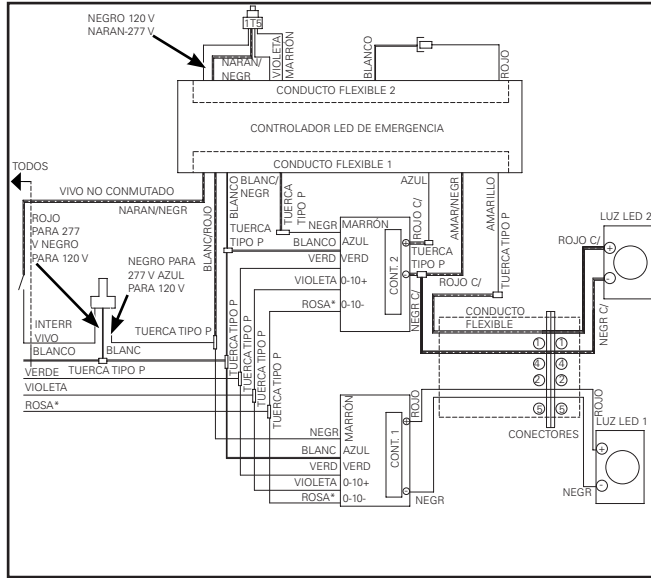 NEGRO 120 V
NARAN-277 V
1T5
NARAN/
NEGR
VIOLETA
MARRÓN
BLANCO
ROJO
CONDUCTO FLEXIBLE 2
CONTROLADOR LED DE EMERGENCIA
CONDUCTO FLEXIBLE 1
TODOS
VIVO NO CONMUTADO
NARAN/NEGR
BLANC/ROJO
BLANCO
BLANC/
NEGR
TUERCA
TIPO P
AZUL
ROJO C/
AMAR/NEGR
AMARILLO
TUERCA TIPO P
ROJO
PARA 277
V NEGRO
PARA 120 V
NEGRO PARA
277 V AZUL
PARA 120 V
TUERCA
TIPO P
NEGR
MARRÓN
BLANCO
AZUL
VERD
VERD
VIOLETA
0-10+
ROSA*
0-10-
CONT. 2
+
-
TUERCA
TIPO P
ROJO C/
NEGR C/
LUZ LED 2
ROJO C/
+
-
NEGR C/
CONDUCTO
FLEXIBLE
1 1
4 4
2 2
5 5
CONECTORES
INTERR
VIVO
BLANCO
BLANC
TUERCA TIPO P
VERDE
TUERCA TIPO P
VIOLETA
ROSA*
TUERCA TIPO P
TUERCA TIPO P
TUERCA TIPO P
TUERCA TIPO P
NEGR
MARRÓN
BLANC
AZUL
VERD
VERD
VIOLETA
0-10+
ROSA*
0-10-
CONT. 1
+
-
ROJO
NEGR
ROJO
LUZ LED 1
+
-
NEGR